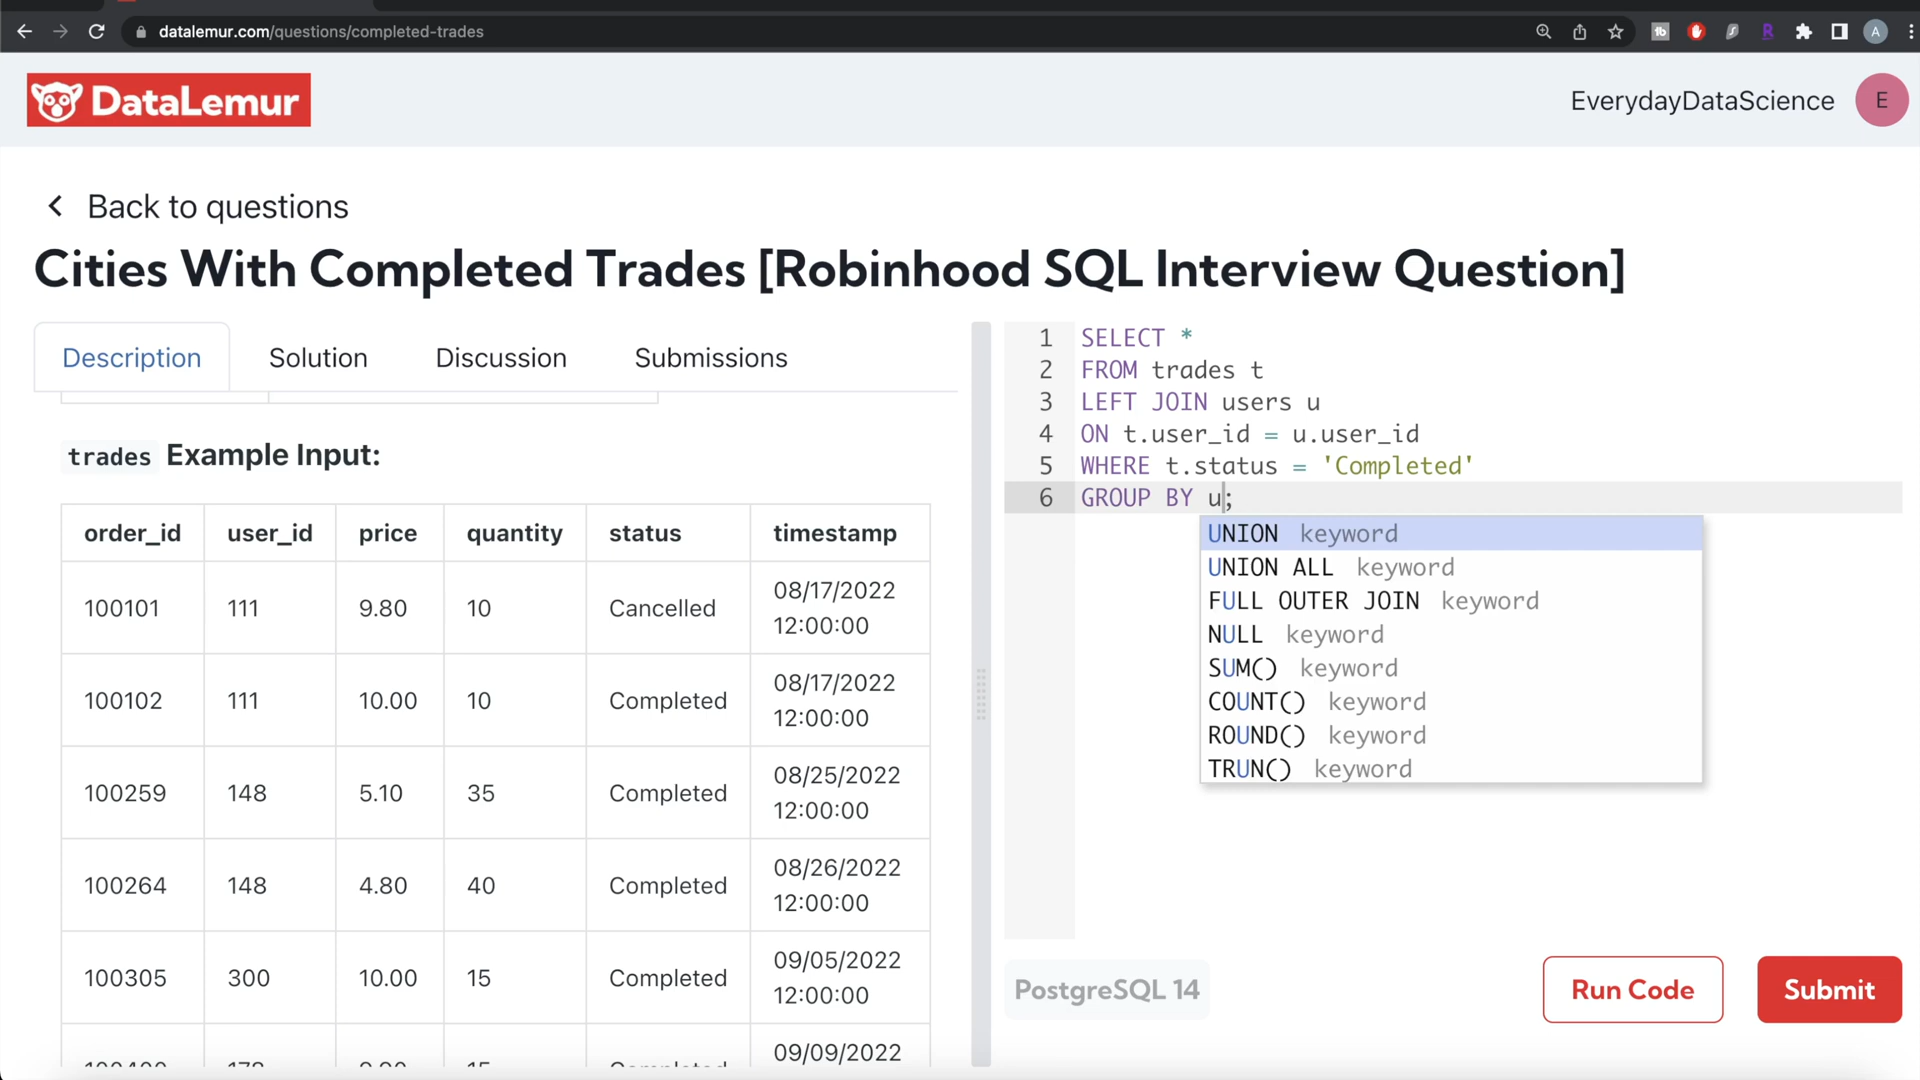 datalemur.com/questions/completed-trades
A
DataLemur
EverydayDataScience
E
Back to questions
Cities With Completed Trades [Robinhood SQL Interview Question]
Description Solution Discussion Submissions
trades Example Input:
order_id user_id price quantity status timestamp
100101 111 9.80 10 Cancelled 08/17/2022 12:00:00
100102 111 10.00 10 Completed 08/17/2022 12:00:00
100259 148 5.10 35 Completed 08/25/2022 12:00:00
100264 148 4.80 40 Completed 08/26/2022 12:00:00
100305 300 10.00 15 Completed 09/05/2022 12:00:00
09/09/2022
1 SELECT *
2 FROM trades t
3 LEFT JOIN users u
4 ON t.user_id = u.user_id
5 WHERE t.status = 'Completed'
6 GROUP BY u;
UNION keyword
UNION ALL keyword
FULL OUTER JOIN keyword
NULL keyword
SUM() keyword
COUNT() keyword
ROUND() keyword
TRUN() keyword
PostgreSQL 14
Run Code
Submit